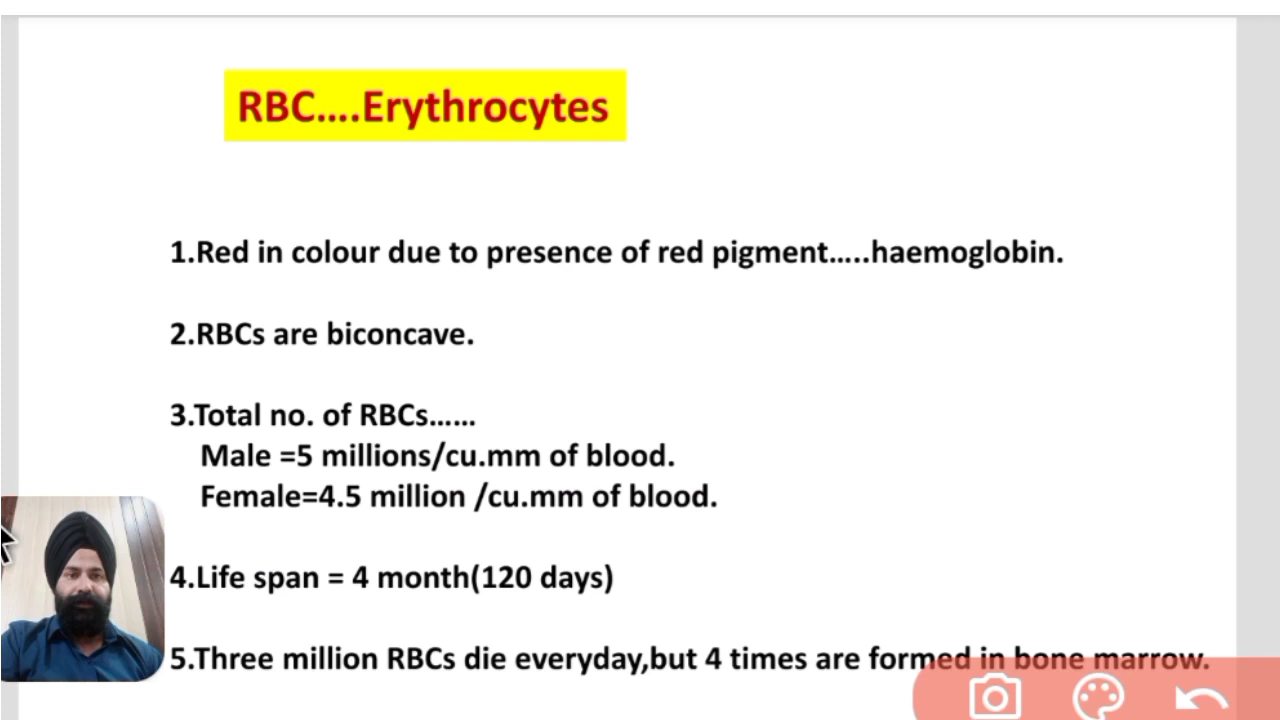 RBC....Erythrocytes
1.Red in colour due to presence of red pigment.....haemoglobin.
2.RBCs are biconcave.
3.Total no. of RBCs......
Male =5 millions/cu.mm of blood.
Female=4.5 million /cu.mm of blood.
4.Life span = 4 month(120 days)
5.Three million RBCs die everyday,but 4 times are formed in bone marrow.